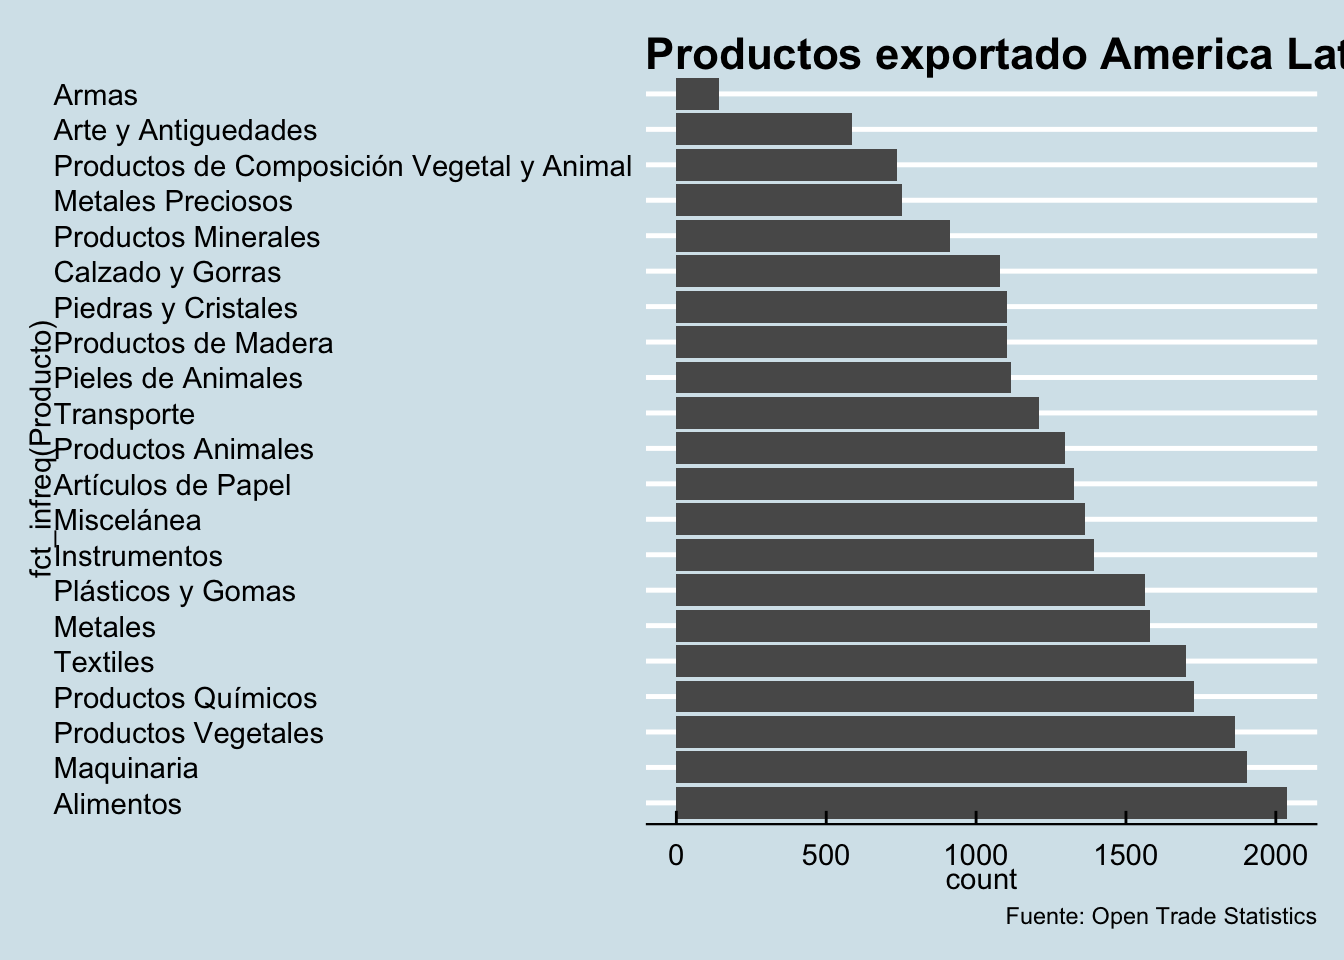 Productos exportado America Lat
Armas
Arte y Antiguedades
Productos de Composición Vegetal y Animal
Metales Preciosos
Productos Minerales
Calzado y Gorras
Piedras y Cristales
Productos de Madera
Pieles de Animales
Transporte
Productos Animales
Artículos de Papel
Miscelánea
Instrumentos
Plásticos y Gomas
Metales
Textiles
Productos Químicos
Productos Vegetales
Maquinaria
Alimentos
fct_infreq(Producto)
0 500 1000 1500 2000
count
Fuente: Open Trade Statistics